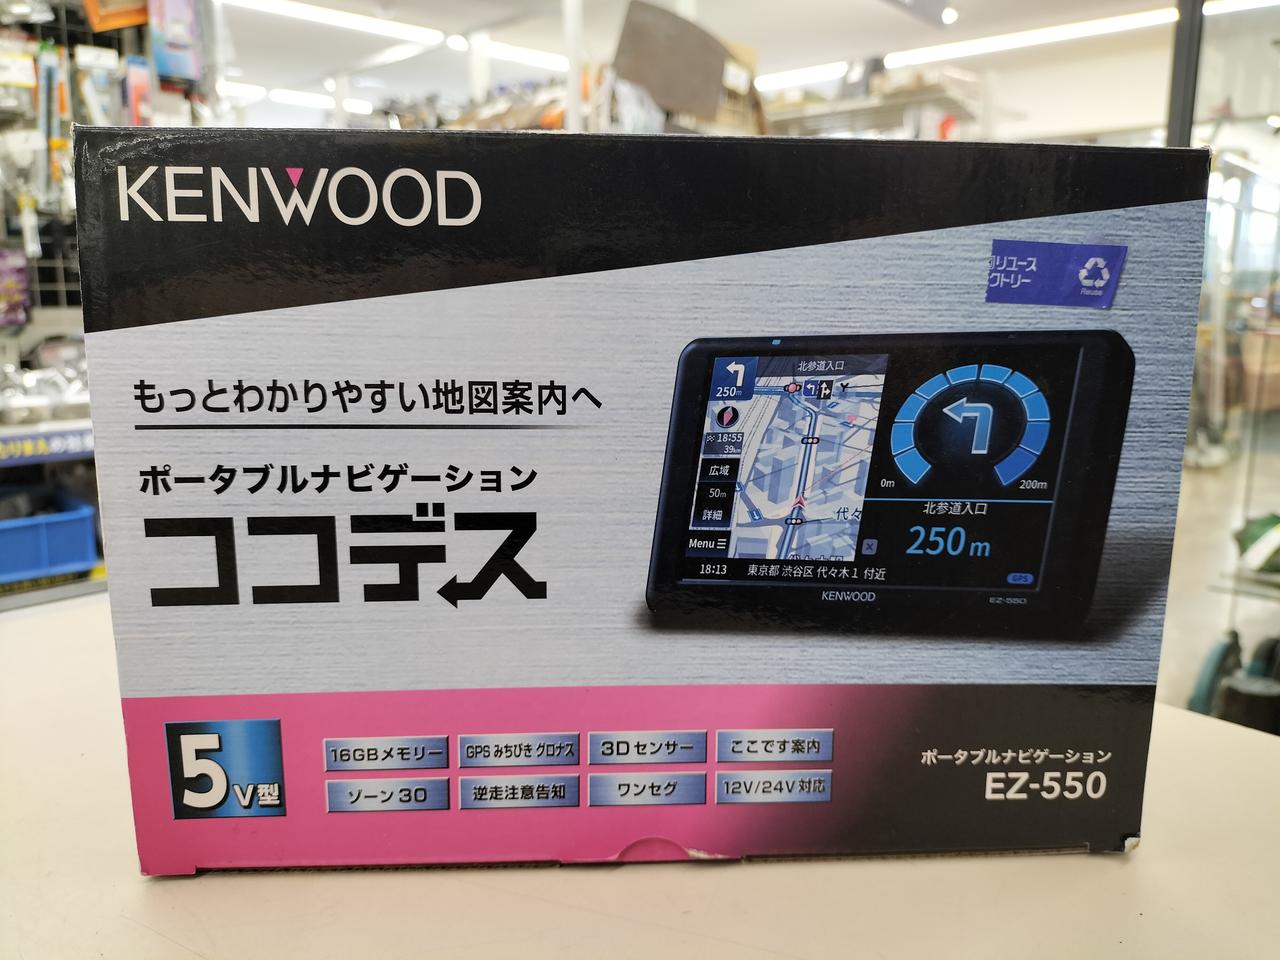 KENWOOD
リユース
クトリー
Reuse
もっとわかりやすい地図案内へ
ポータブルナビゲーション
ココデス
北参道入口
250m
18:55
39km
広域
50m
詳細
代々
Menu
18:13 東京都 渋谷区 代々木1 付近
0m
200m
北参道入口
250m
GPS
KENWOOD
EZ-550
5V型
16GBメモリー
GPS みちびき グロナス
3Dセンサー
ここです案内
ゾーン30
逆走注意告知
ワンセグ
12V/24V対応
ポータブルナビゲーション
EZ-550